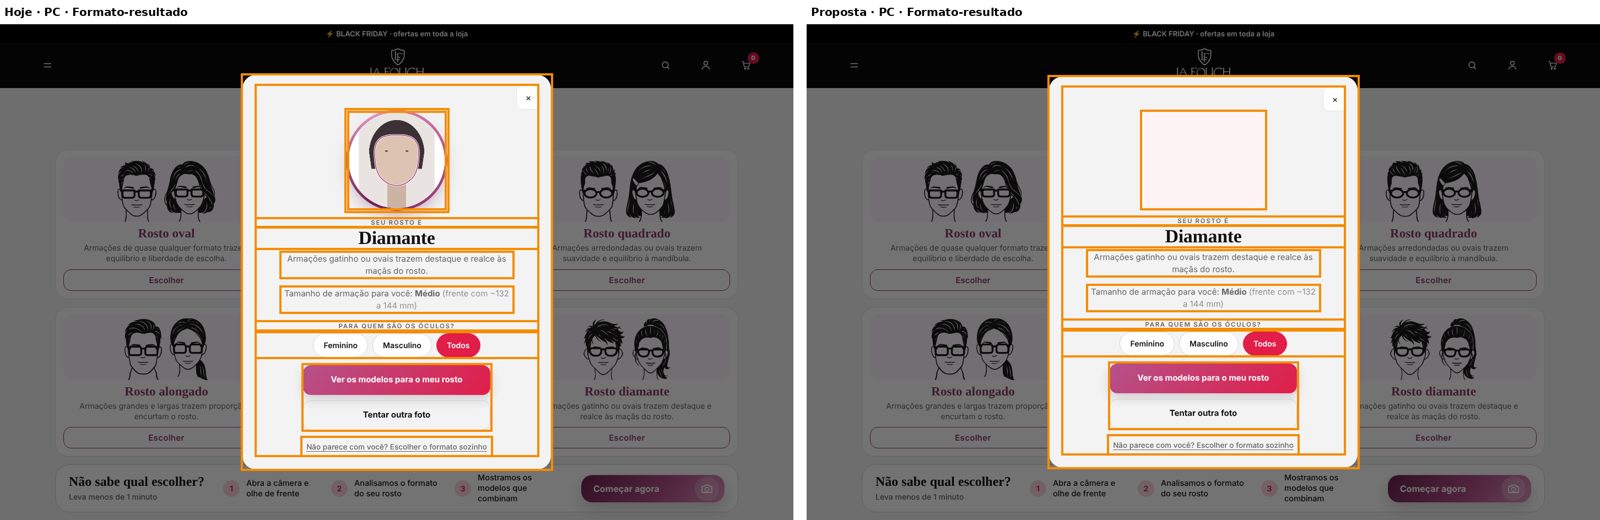 Hoje · PC · Formato-resultado
⚡ BLACK FRIDAY · ofertas em toda a loja
0
×
SEU ROSTO É
Diamante
Armações gatinho ou ovais trazem destaque e realce às
maçãs do rosto.
Tamanho de armação para você: Médio (frente com ~132
a 144 mm)
PARA QUEM SÃO OS ÓCULOS?
Feminino
Masculino
Todos
Ver os modelos para o meu rosto
Tentar outra foto
Não parece com você? Escolher o formato sozinho
Rosto oval
Armações de quase qualquer formato
equilíbrio e liberdade de escolha.
Escolher
Rosto quadrado
Armações arredondadas ou ovais trazem
suavidade e equilíbrio à mandíbula.
Escolher
Rosto alongado
Armações grandes e largas trazem
encurtam o rosto.
Escolher
Rosto diamante
gatinho ou ovais trazem destaque e
realce às maçãs do rosto.
Escolher
Não sabe qual escolher?
Leva menos de 1 minuto
1
Abra a câmera e
olhe de frente
2
Analisamos o formato
do seu rosto
3
Mostramos os
modelos que
combinam
Começar agora
Proposta · PC · Formato-resultado
⚡ BLACK FRIDAY · ofertas em toda a loja
0
×
SEU ROSTO É
Diamante
Armações gatinho ou ovais trazem destaque e realce às
maçãs do rosto.
Tamanho de armação para você: Médio (frente com ~132
a 144 mm)
PARA QUEM SÃO OS ÓCULOS?
Feminino
Masculino
Todos
Ver os modelos para o meu rosto
Tentar outra foto
Não parece com você? Escolher o formato sozinho
Rosto oval
Armações de quase qualquer formato
equilíbrio e liberdade de escolha.
Escolher
Rosto quadrado
Armações arredondadas ou ovais trazem
suavidade e equilíbrio à mandíbula.
Escolher
Rosto alongado
Armações grandes e largas trazem
encurtam o rosto.
Escolher
Rosto diamante
gatinho ou ovais trazem destaque e
realce às maçãs do rosto.
Escolher
Não sabe qual escolher?
Leva menos de 1 minuto
1
Abra a câmera e
olhe de frente
2
Analisamos o formato
do seu rosto
3
Mostramos os
modelos que
combinam
Começar agora